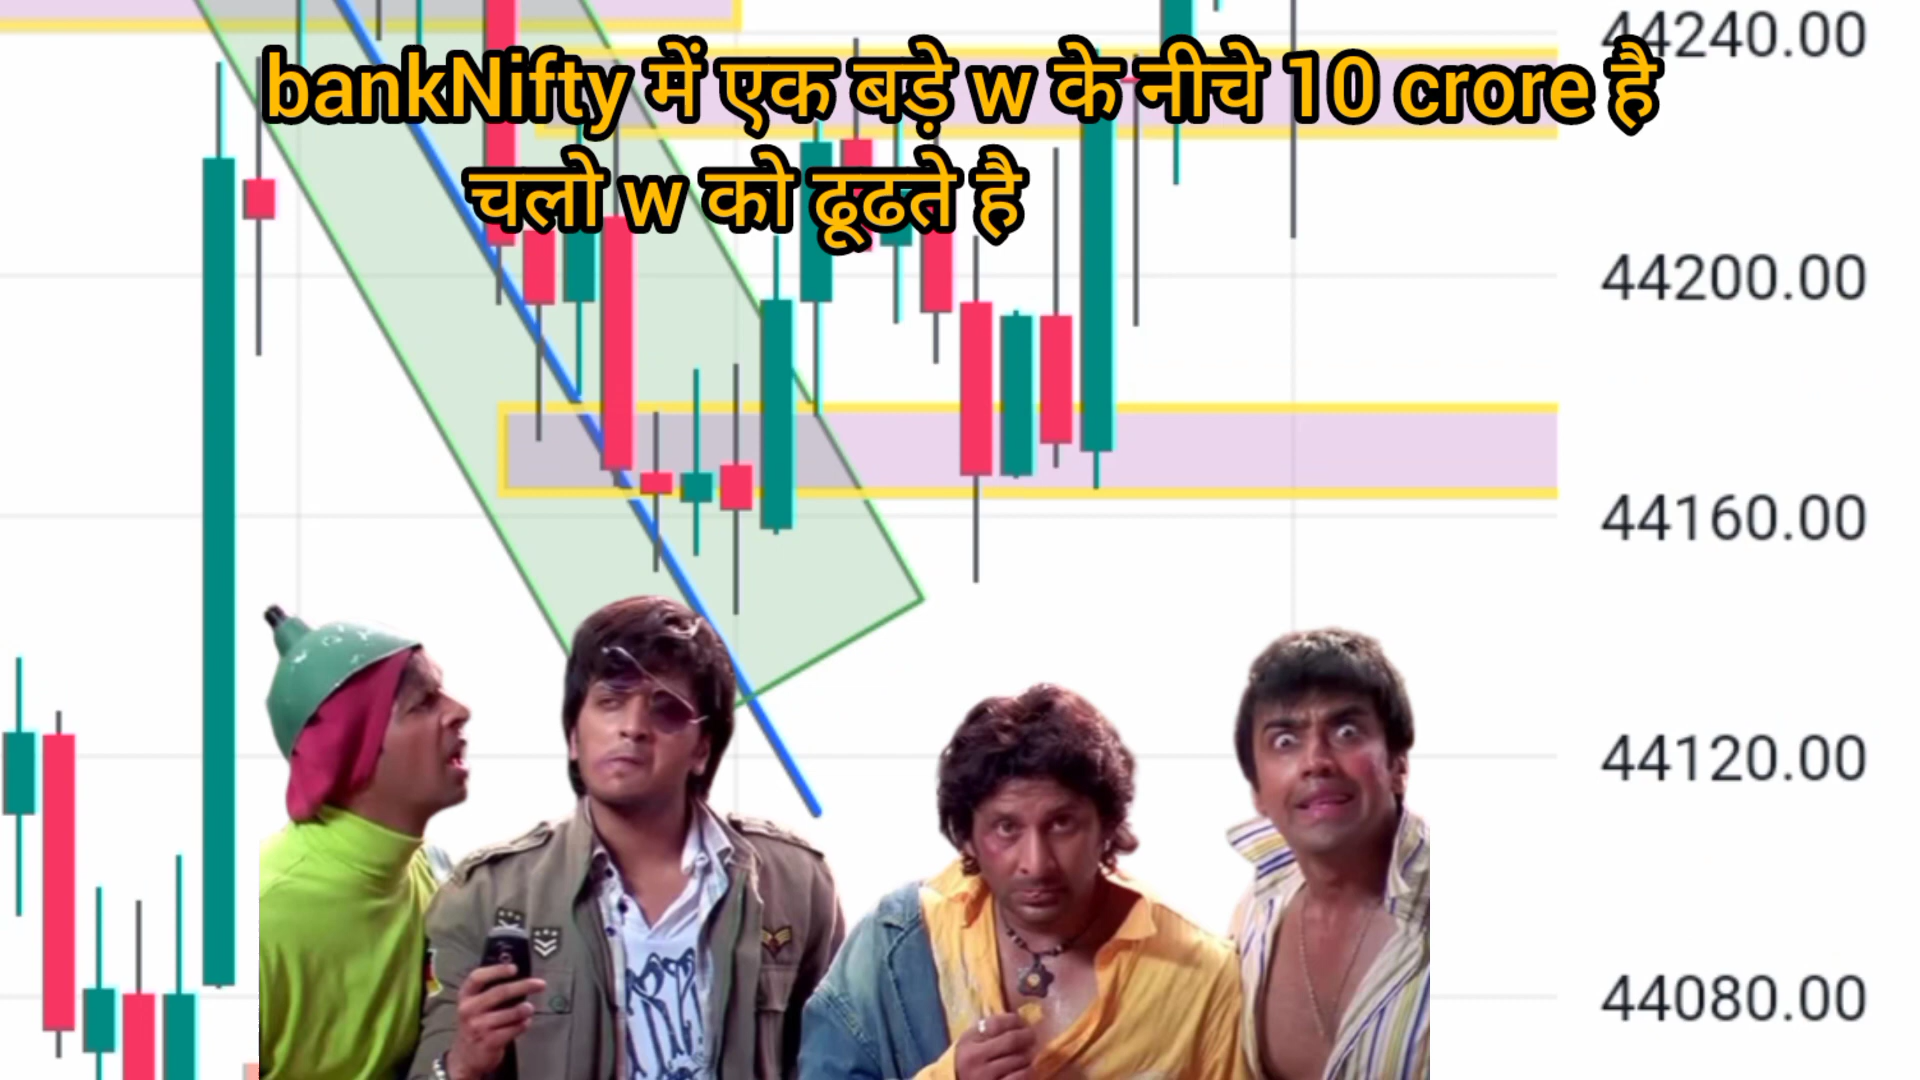 bankNifty में एक बड़े w के नीचे 10 crore है
चलो w को ढूढते है
44240.00
44200.00
44160.00
44120.00
44080.00